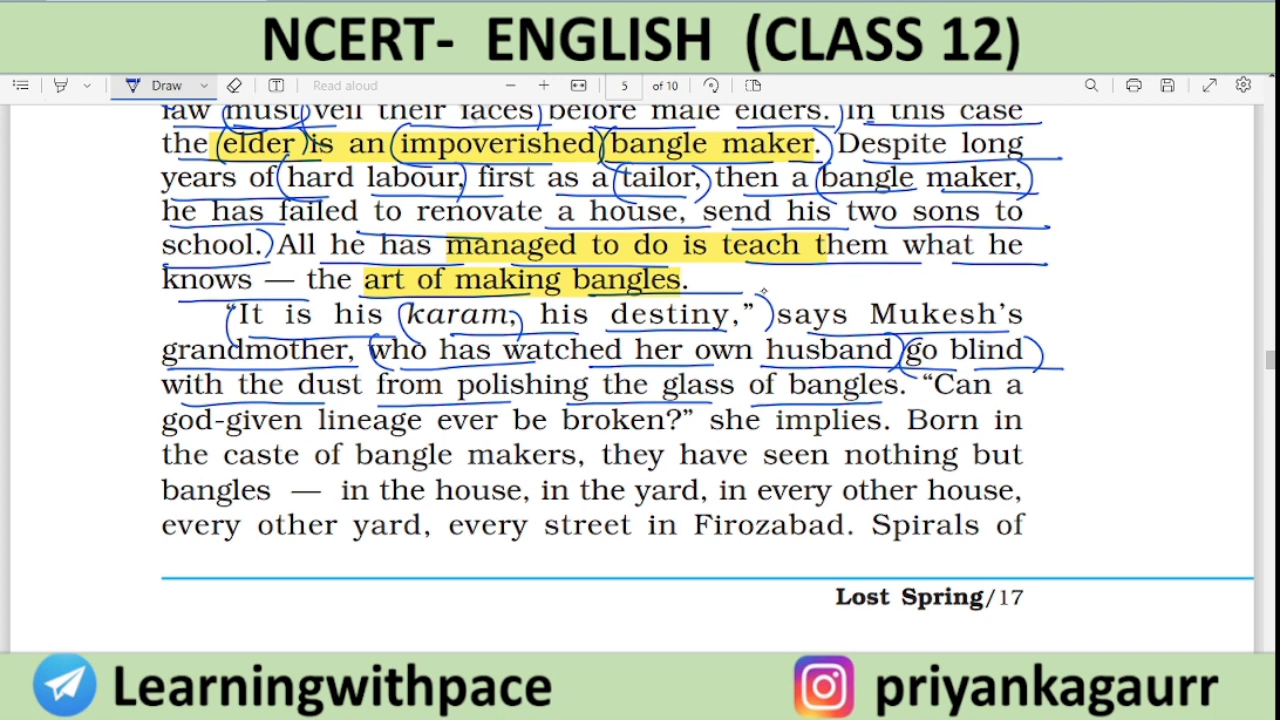 NCERT- ENGLISH (CLASS 12)
Draw
Read aloud
5
of 10
law must veil their faces before male elders. In this case
the elder is an impoverished bangle maker. Despite long
years of hard labour, first as a tailor, then a bangle maker,
he has failed to renovate a house, send his two sons to
school. All he has managed to do is teach them what he
knows — the art of making bangles.
“It is his karam, his destiny,” says Mukesh’s
grandmother, who has watched her own husband go blind
with the dust from polishing the glass of bangles. “Can a
god-given lineage ever be broken?” she implies. Born in
the caste of bangle makers, they have seen nothing but
bangles — in the house, in the yard, in every other house,
every other yard, every street in Firozabad. Spirals of
Lost Spring/17
Learningwithpace
priyankagaurr